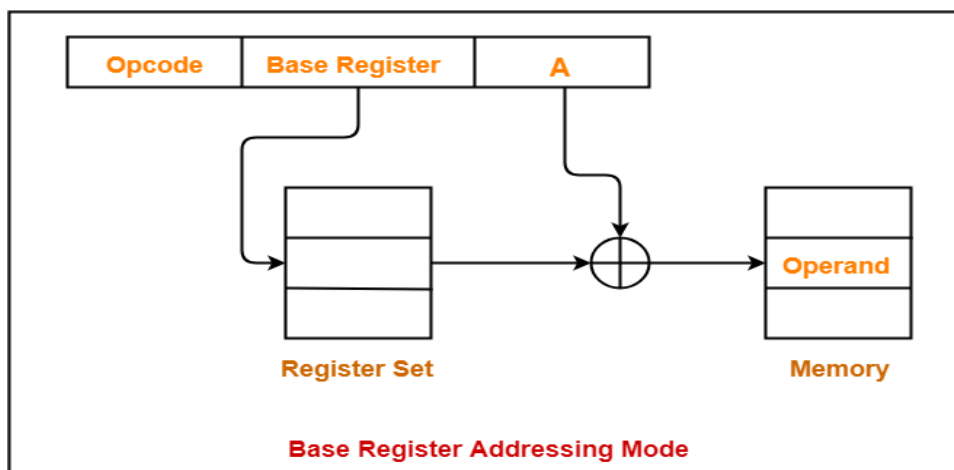 Opcode Base Register A
Operand
Register Set Memory
Base Register Addressing Mode